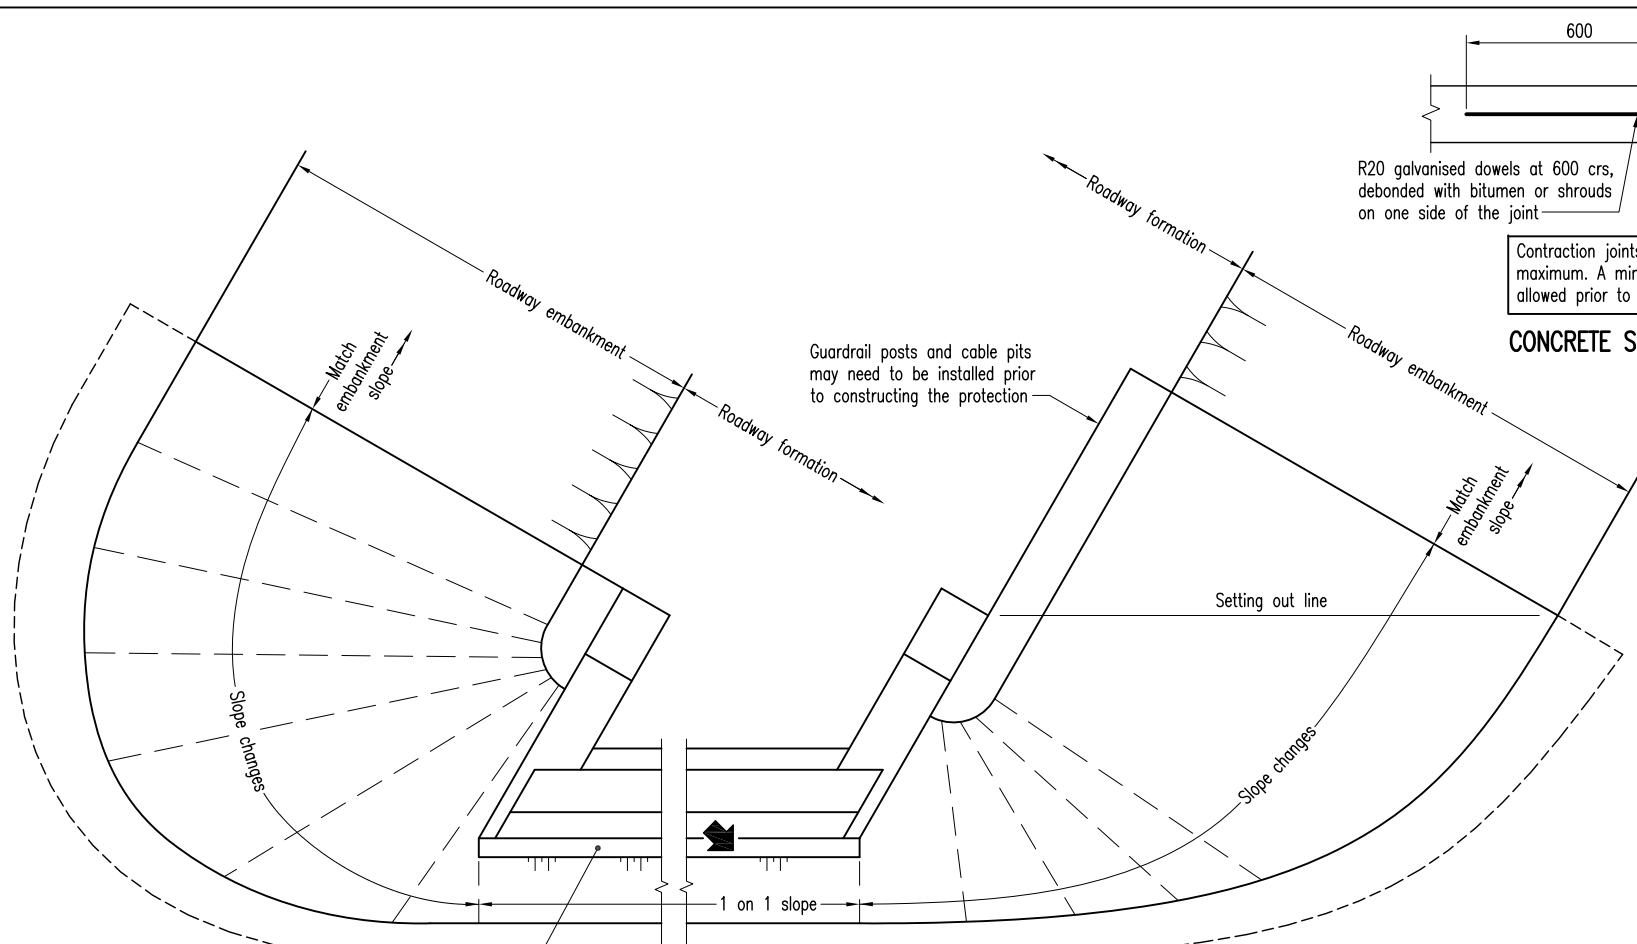 600
R20 galvanised dowels at 600 crs,
debonded with bitumen or shrouds
on one side of the joint
Contraction joints
maximum. A min
allowed prior to
CONCRETE S
Roadway formation
Roadway embankment
Match
embankment
slope
Roadway embankment
Roadway formation
Guardrail posts and cable pits
may need to be installed prior
to constructing the protection
Match
embankment
slope
Setting out line
Slope changes
Slope changes
1 on 1 slope